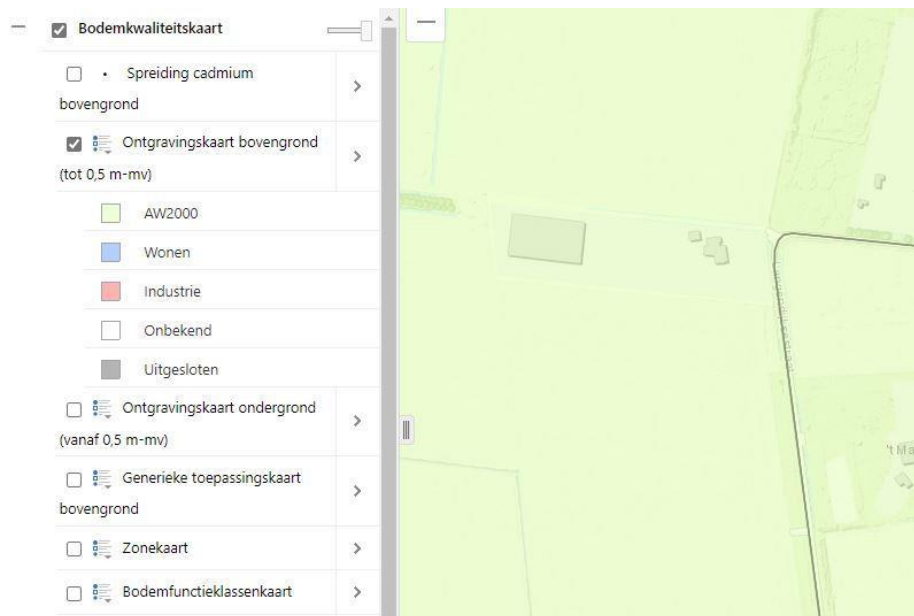 Bodemkwaliteitskaart
Spreiding cadmium
bovengrond
Ontgravingskaart bovengrond
(tot 0,5 m-mv)
AW2000
Wonen
Industrie
Onbekend
Uitgesloten
Ontgravingskaart ondergrond
(vanaf 0,5 m-mv)
Generieke toepassingskaart
bovengrond
Zonekaart
Bodemfunctieklassenkaart
't Ma